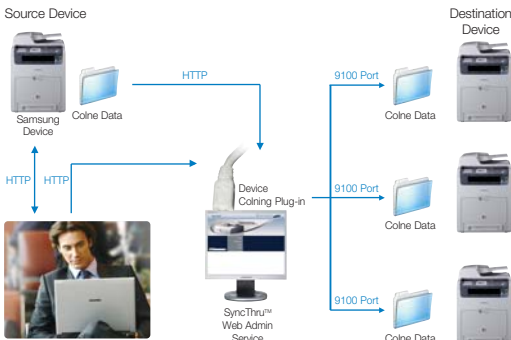 Source Device
Destination
Device
HTTP
9100 Port
Samsung
Device
Colne Data
Colne Data
HTTP
HTTP
Device
Colning Plug-in
9100 Port
Colne Data
SyncThru™
Web Admin
Service
9100 Port
Colne Data